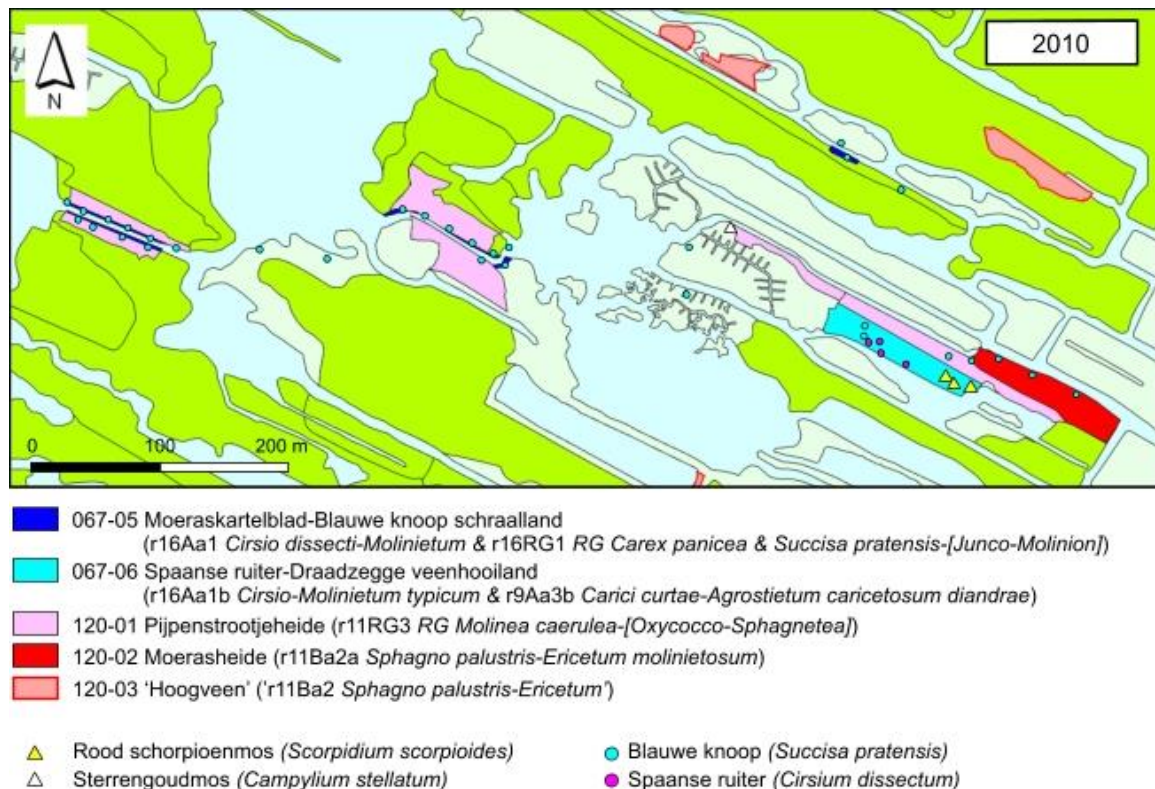 2010
N
0 100 200 m
067-05 Moeraskartelblad-Blauwe knoop schraalland
(r16Aa1 Cirsio dissecti-Molinietum & r16RG1 RG Carex panicea & Succisa pratensis-[Junco-Molinion])
067-06 Spaanse ruiter-Draadzegge veenhooiland
(r16Aa1b Cirsio-Molinietum typicum & r9Aa3b Carici curtae-Agrostietum caricetosum diandrae)
120-01 Pijpenstrootjeheide (r11RG3 RG Molinea caerulea-[Oxycocco-Sphagnetea])
120-02 Moerasheide (r11Ba2a Sphagno palustris-Ericetum molinietosum)
120-03 ‘Hoogveen’ (‘r11Ba2 Sphagno palustris-Ericetum’)
Rood schorpioenmos (Scorpidium scorpioides)
Sterrengoudmos (Campylium stellatum)
Blauwe knoop (Succisa pratensis)
Spaanse ruiter (Cirsium dissectum)